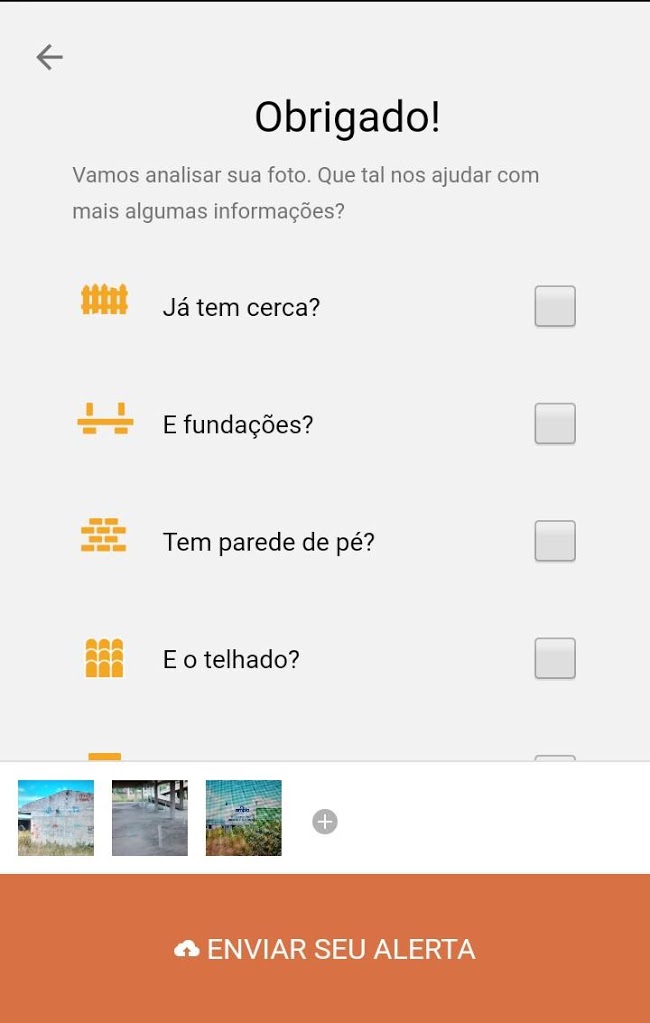 Obrigado!
Vamos analisar sua foto. Que tal nos ajudar com
mais algumas informações?
Já tem cerca?
E fundações?
Tem parede de pé?
E o telhado?
ENVIAR SEU ALERTA